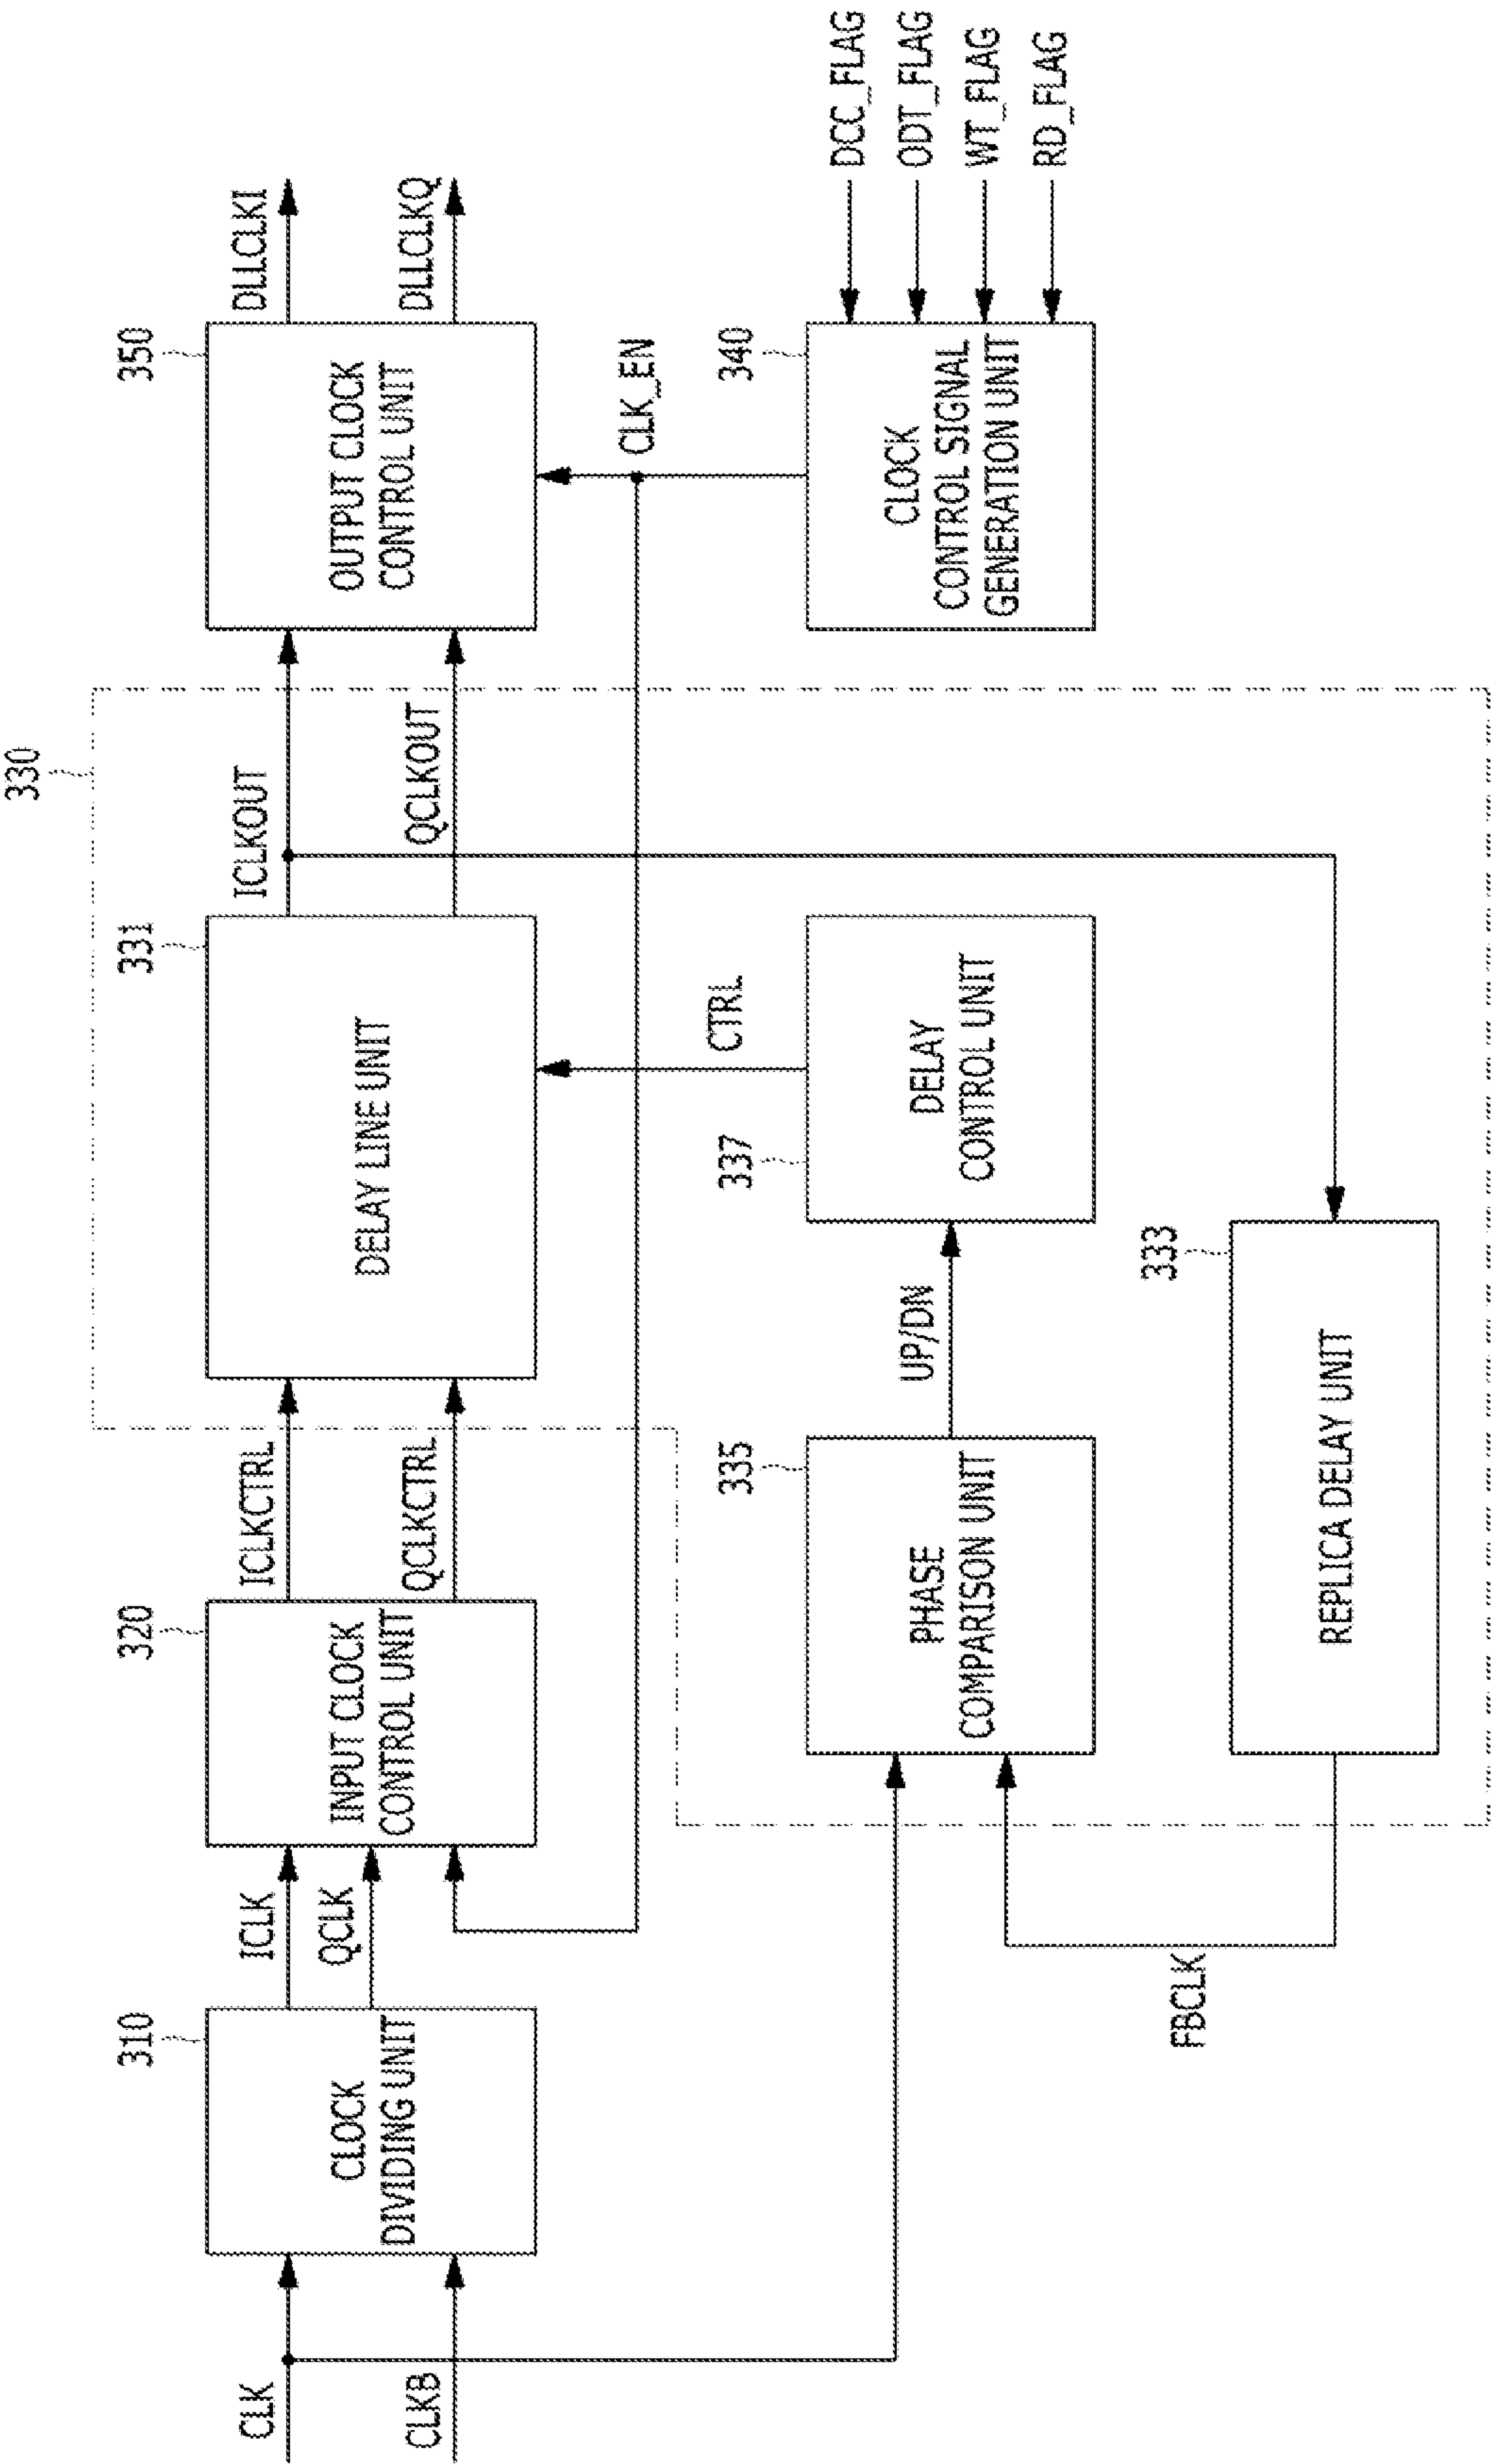 330
310
320
331
350
CLK
ICLK
ICLKCTRL
ICLKOUT
DLLCLKI
CLOCK
DIVIDING UNIT
QCLK
INPUT CLOCK
CONTROL UNIT
DELAY LINE UNIT
OUTPUT CLOCK
CONTROL UNIT
CLKB
QCLKCTRL
QCLKOUT
DLLCLKQ
CLK_EN
335
337
CTRL
340
PHASE
COMPARISON UNIT
UP/DN
DELAY
CONTROL UNIT
CLOCK
CONTROL SIGNAL
GENERATION UNIT
DCC_FLAG
ODT_FLAG
WT_FLAG
RD_FLAG
333
FBCLK
REPLICA DELAY UNIT